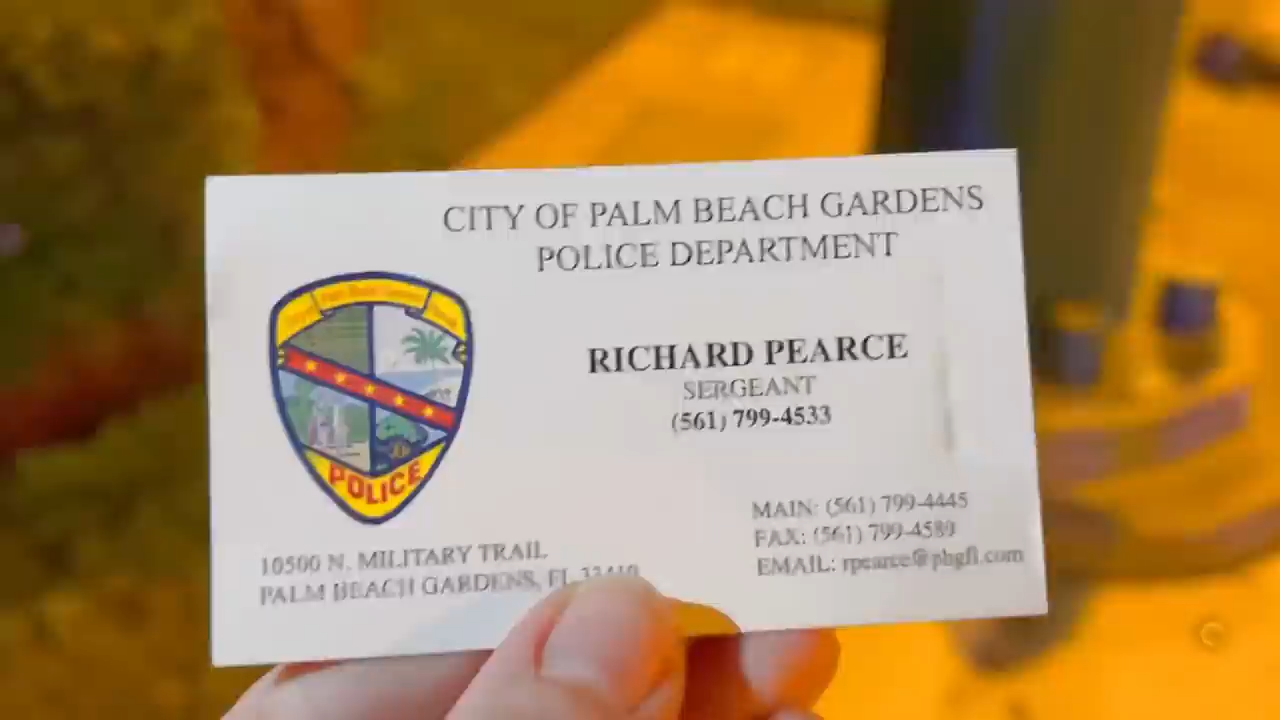 CITY OF PALM BEACH GARDENS
POLICE DEPARTMENT
RICHARD PEARCE
SERGEANT
(561) 799-4533
POLICE
10500 N. MILITARY TRAIL
PALM BEACH GARDENS, FL
MAIN: (561) 799-4445
FAX: (561) 799-4589
EMAIL: rpearce@pbgfl.com